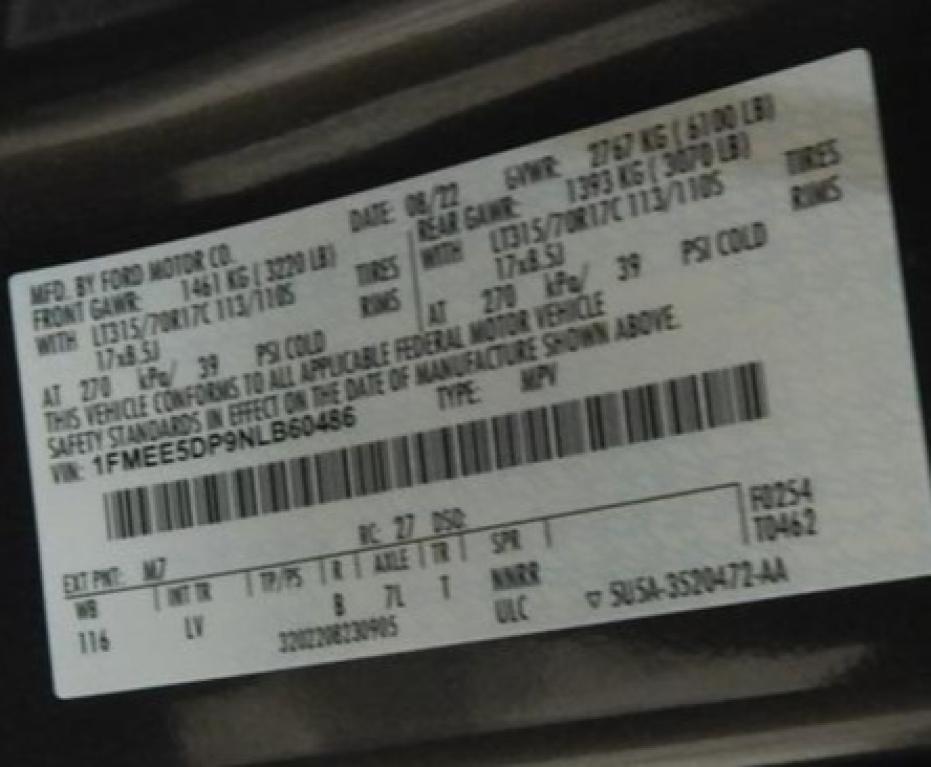 MFD. BY FORD MOTOR CO.
DATE: 08/22 GVWR: 2767 KG ( 6100 LB)
FRONT GAWR: 1461 KG ( 3220 LB)
WITH LT315/70R17C 113/110S TIRES
17x8.5J RIMS
AT 270 kPa/ 39 PSI COLD
REAR GAWR: 1393 KG ( 3070 LB)
WITH LT315/70R17C 113/110S TIRES
17x8.5J RIMS
AT 270 kPa/ 39 PSI COLD
THIS VEHICLE CONFORMS TO ALL APPLICABLE FEDERAL MOTOR VEHICLE
SAFETY STANDARDS IN EFFECT ON THE DATE OF MANUFACTURE SHOWN ABOVE.
VIN: 1FMEE5DP9NLB60486 TYPE: MPV
EXT PNT: M7 RC: 27 DSO: F0254
WB INT TR TP/PS R AXLE TR SPR T0462
116 LV B 7L T NNRR
3202208230905 ULC ▽ 5U5A-3520472-AA